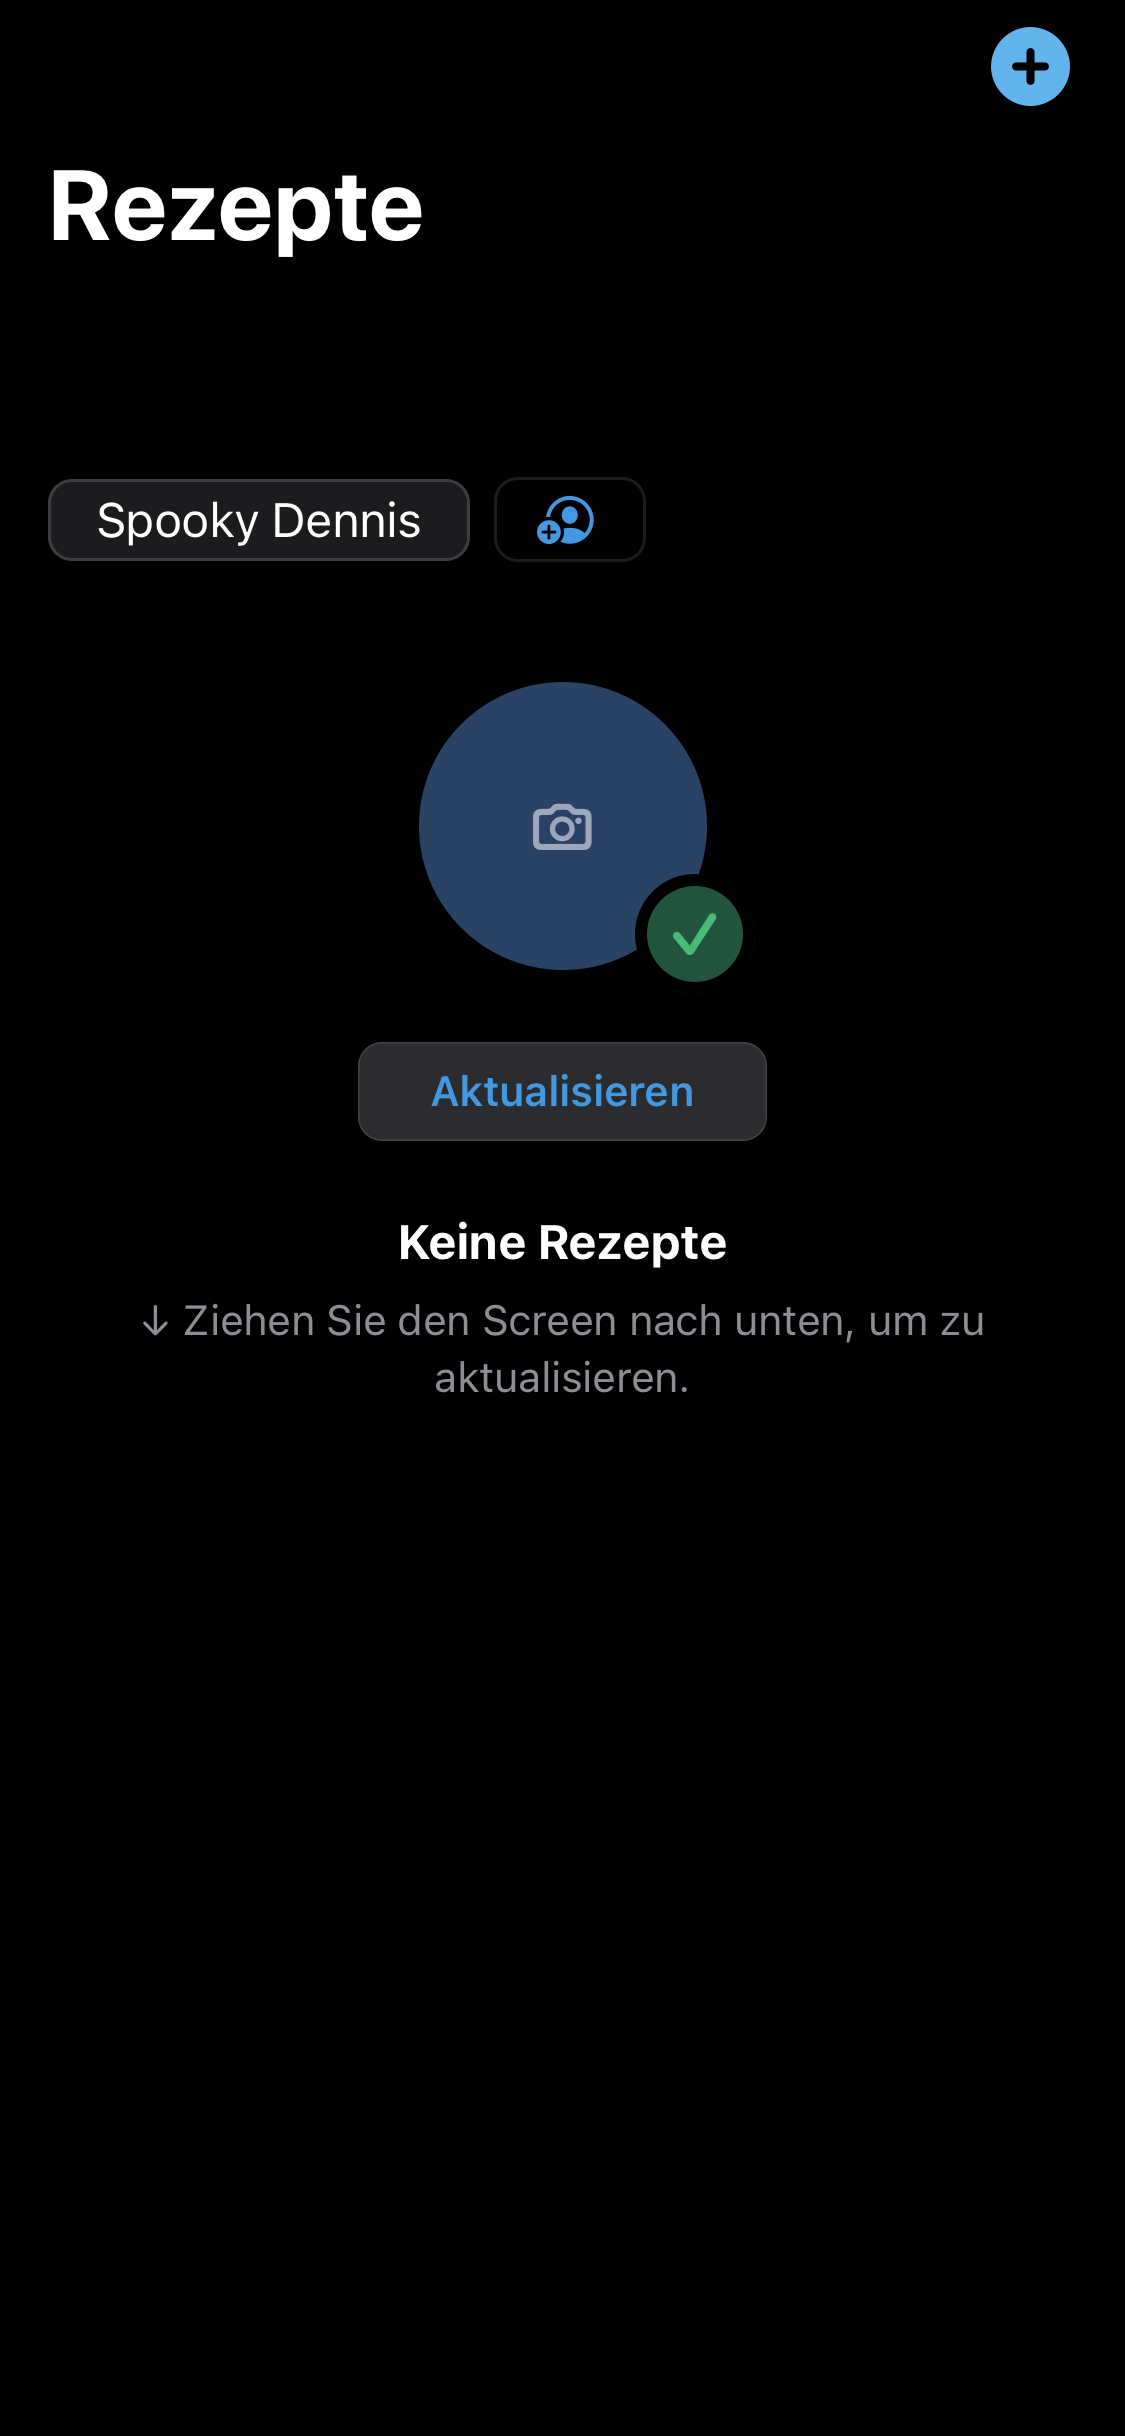 Rezepte
Spooky Dennis
Aktualisieren
Keine Rezepte
↓ Ziehen Sie den Screen nach unten, um zu
aktualisieren.